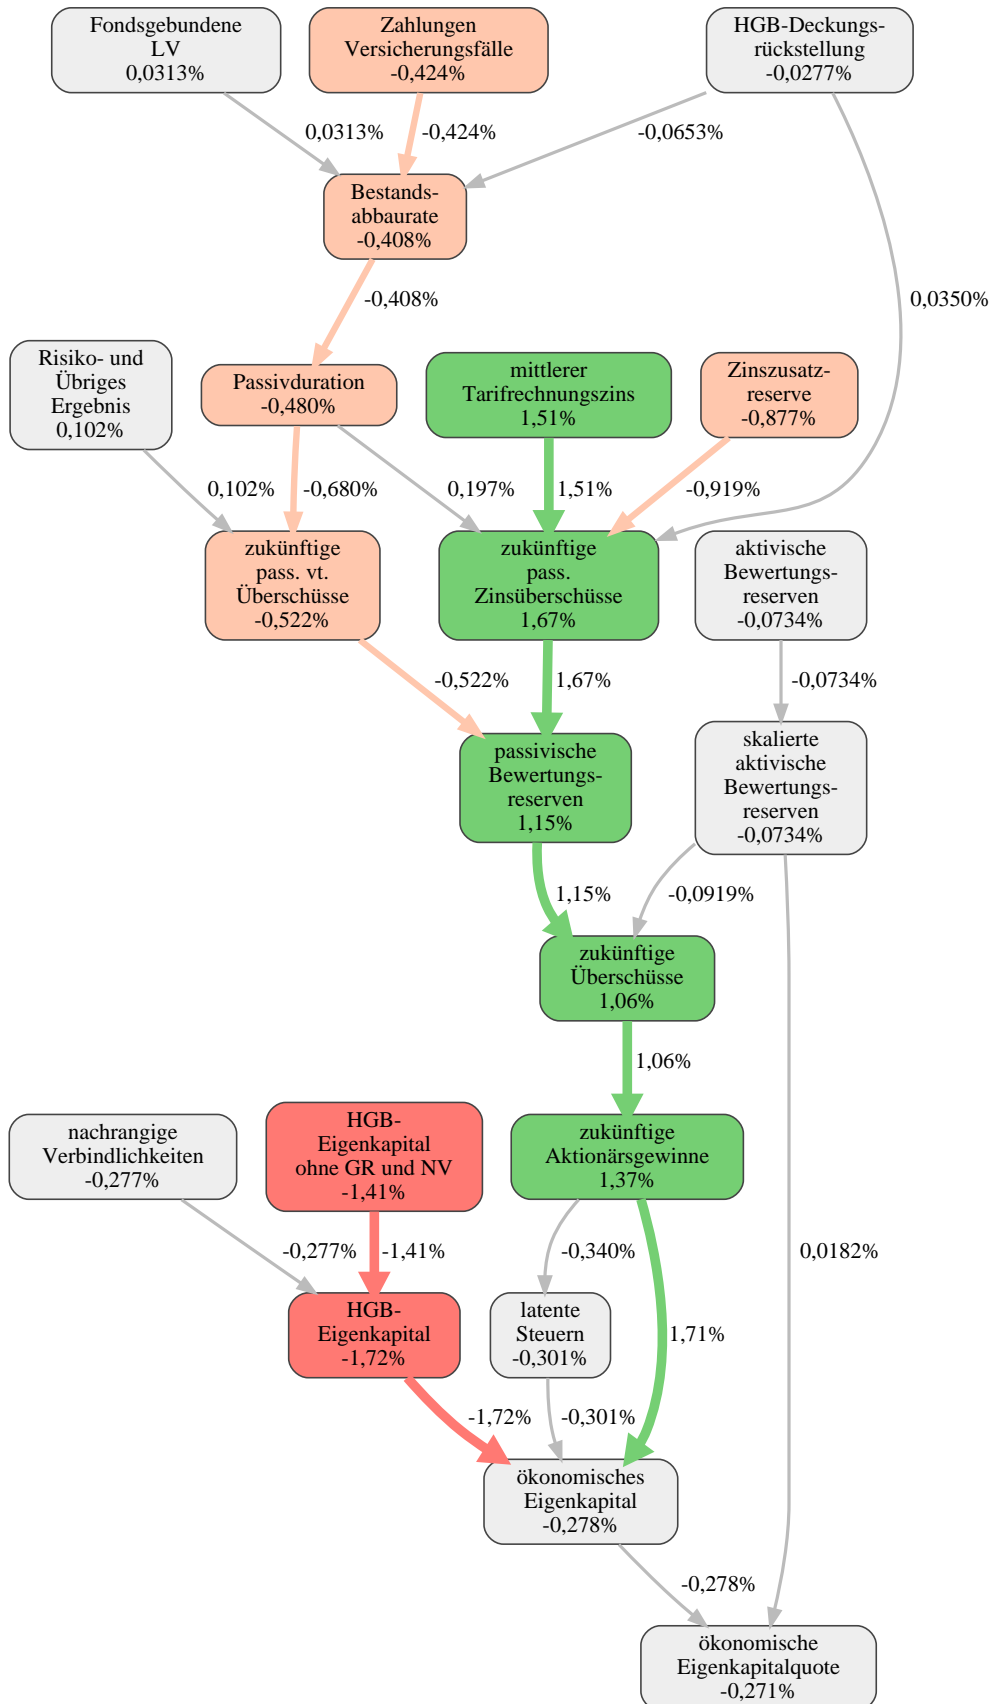 Fondsgebundene
LV
0,0313%
Zahlungen
Versicherungsfälle
-0,424%
HGB-Deckungs-
rückstellung
-0,0277%
0,0313%
-0,424%
-0,0653%
Bestands-
abbaurate
-0,408%
-0,408%
0,0350%
Risiko- und
Übriges
Ergebnis
0,102%
Passivduration
-0,480%
mittlerer
Tarifrechnungszins
1,51%
Zinszusatz-
reserve
-0,877%
0,102%
-0,680%
0,197%
1,51%
-0,919%
zukünftige
pass. vt.
Überschüsse
-0,522%
zukünftige
pass.
Zinsüberschüsse
1,67%
aktivische
Bewertungs-
reserven
-0,0734%
-0,522%
1,67%
-0,0734%
passivische
Bewertungs-
reserven
1,15%
skalierte
aktivische
Bewertungs-
reserven
-0,0734%
1,15%
-0,0919%
zukünftige
Überschüsse
1,06%
1,06%
nachrangige
Verbindlichkeiten
-0,277%
HGB-
Eigenkapital
ohne GR und NV
-1,41%
zukünftige
Aktionärsgewinne
1,37%
-0,277%
-1,41%
-0,340%
0,0182%
HGB-
Eigenkapital
-1,72%
latente
Steuern
-0,301%
1,71%
-1,72%
-0,301%
ökonomisches
Eigenkapital
-0,278%
-0,278%
ökonomische
Eigenkapitalquote
-0,271%